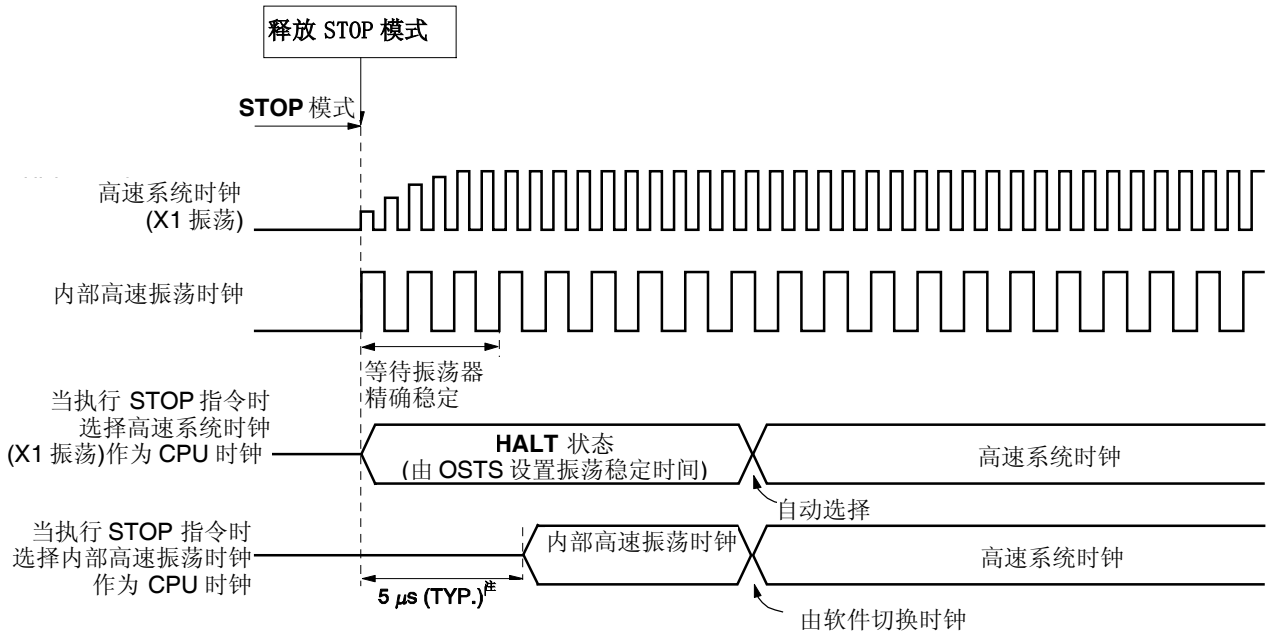 释放 STOP 模式
STOP 模式
高速系统时钟
(X1 振荡)
内部高速振荡时钟
等待振荡器
精确稳定
当执行 STOP 指令时
选择高速系统时钟
(X1 振荡)作为 CPU 时钟
HALT 状态
(由 OSTS 设置振荡稳定时间)
高速系统时钟
自动选择
当执行 STOP 指令时
选择内部高速振荡时钟
作为 CPU 时钟
内部高速振荡时钟
高速系统时钟
5 μs (TYP.)注
由软件切换时钟